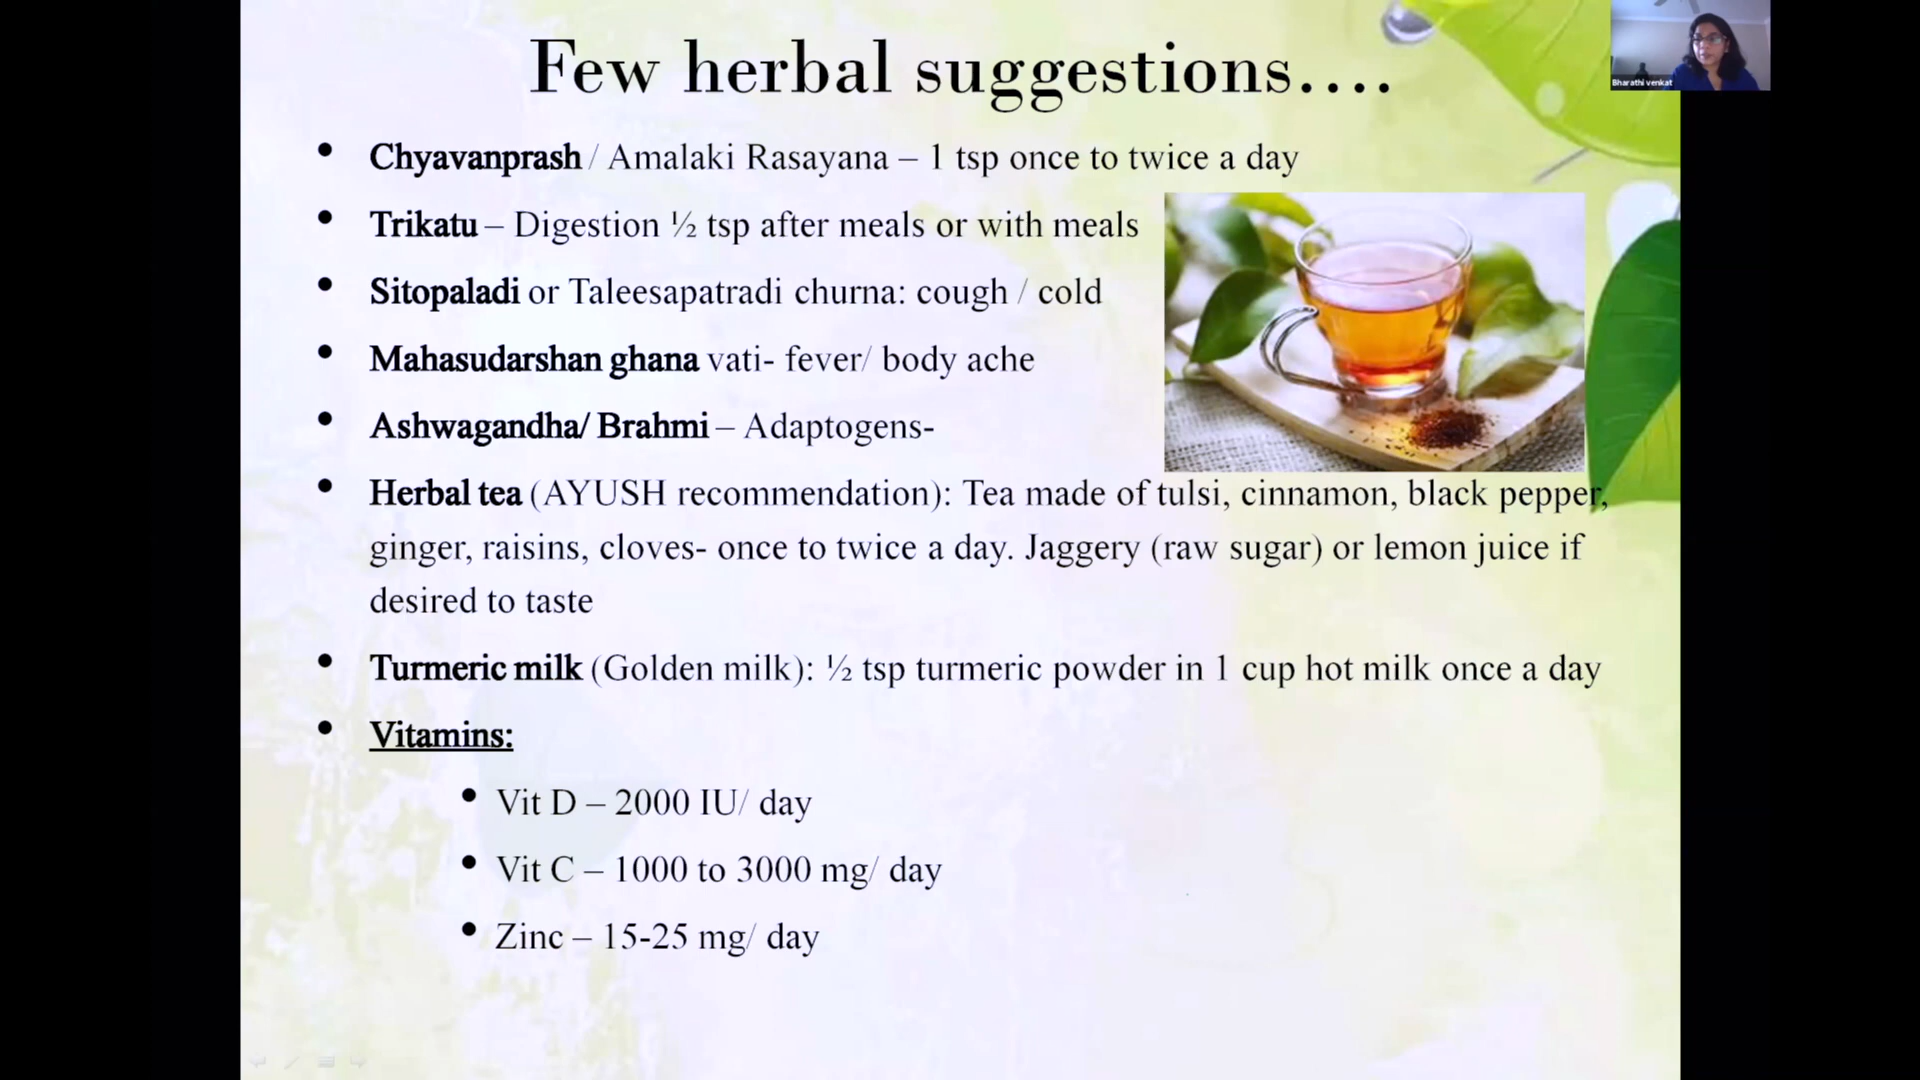 Few herbal suggestions....
Bharathi venkat
• Chyavanprash / Amalaki Rasayana – 1 tsp once to twice a day
• Trikatu – Digestion ½ tsp after meals or with meals
• Sitopaladi or Taleesapatradi churna: cough / cold
• Mahasudarshan ghana vati- fever/ body ache
• Ashwagandha/ Brahmi – Adaptogens-
• Herbal tea (AYUSH recommendation): Tea made of tulsi, cinnamon, black pepper,
ginger, raisins, cloves- once to twice a day. Jaggery (raw sugar) or lemon juice if
desired to taste
• Turmeric milk (Golden milk): ½ tsp turmeric powder in 1 cup hot milk once a day
• Vitamins:
• Vit D – 2000 IU/ day
• Vit C – 1000 to 3000 mg/ day
• Zinc – 15-25 mg/ day